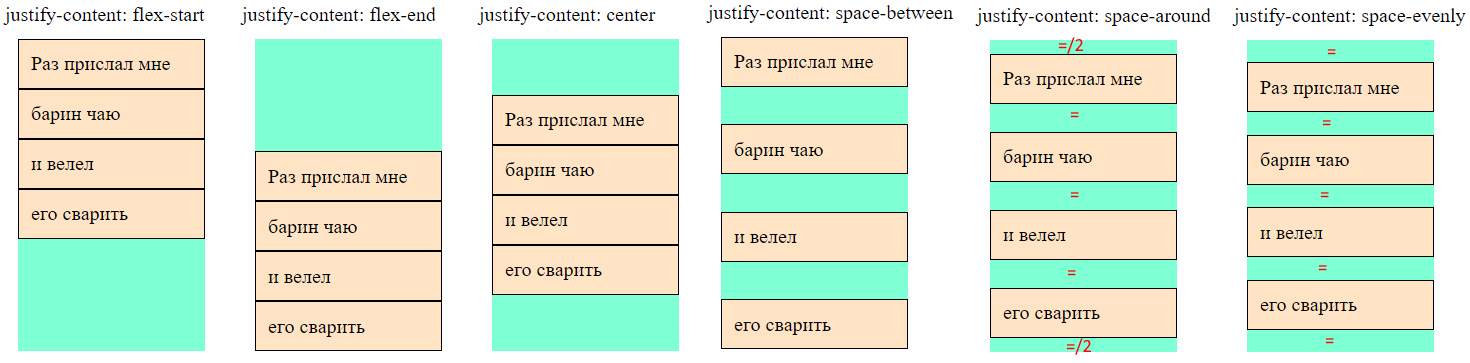 justify-content: flex-start
Раз прислал мне
барин чаю
и велел
его сварить
justify-content: flex-end
Раз прислал мне
барин чаю
и велел
его сварить
justify-content: center
Раз прислал мне
барин чаю
и велел
его сварить
justify-content: space-between
Раз прислал мне
барин чаю
и велел
его сварить
justify-content: space-around
=/2
Раз прислал мне
=
барин чаю
=
и велел
=
его сварить
=/2
justify-content: space-evenly
=
Раз прислал мне
=
барин чаю
=
и велел
=
его сварить
=